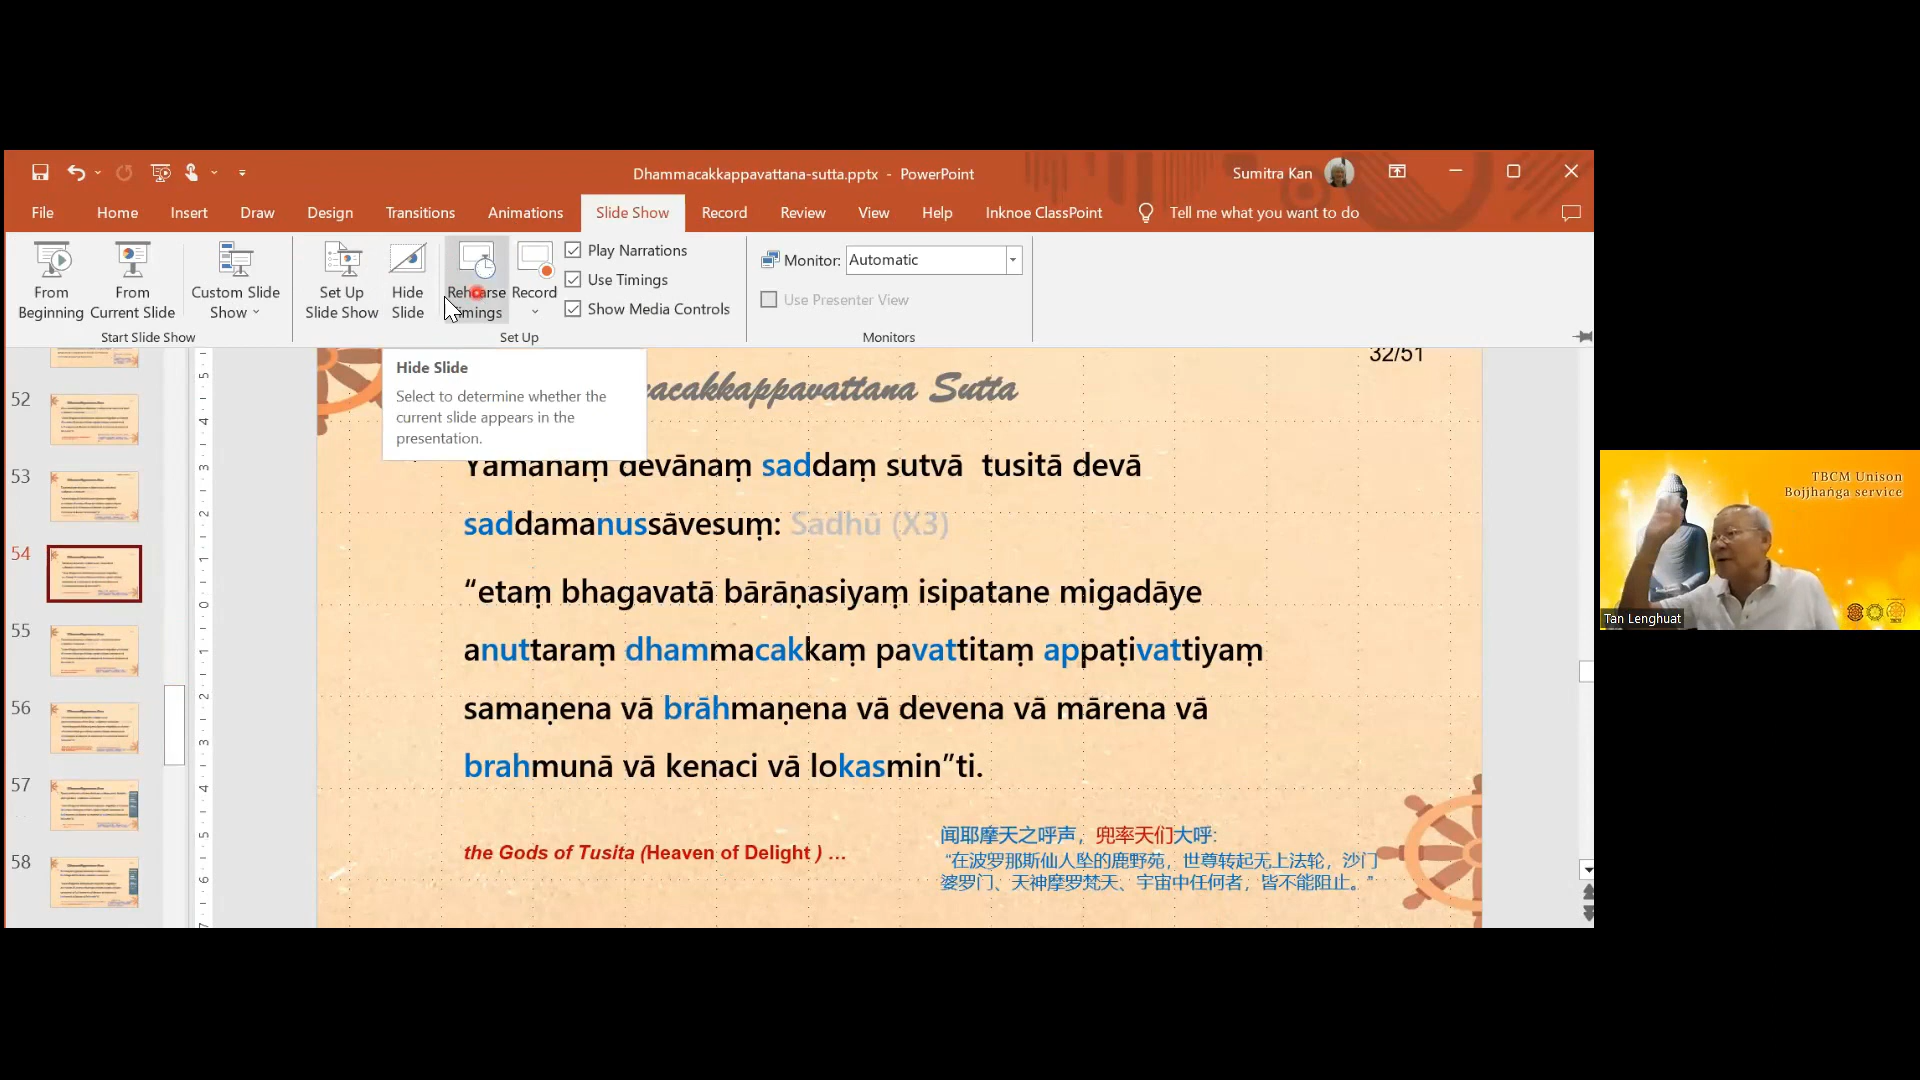 Dhammacakkappavattana-sutta.pptx - PowerPoint
Sumitra Kan
File Home Insert Draw Design Transitions Animations Slide Show Record Review View Help Inknoe ClassPoint Tell me what you want to do
From Beginning
From Current Slide
Custom Slide Show
Start Slide Show
Set Up Slide Show
Hide Slide
Rehearse Timings
Record
Play Narrations
Use Timings
Show Media Controls
Set Up
Monitor: Automatic
Use Presenter View
Monitors
Hide Slide
Select to determine whether the
current slide appears in the
presentation.
52
53
54
55
56
57
58
32/51
macakkappavattana Sutta
Yāmānaṃ devānaṃ saddaṃ sutvā tusitā devā
saddamanussāvesuṃ: Sadhū (X3)
“etaṃ bhagavatā bārāṇasiyaṃ isipatane migadāye
anuttaraṃ dhammacakkaṃ pavattitaṃ appaṭivattiyaṃ
samaṇena vā brāhmaṇena vā devena vā mārena vā
brahmunā vā kenaci vā lokasmin”ti.
the Gods of Tusita (Heaven of Delight ) ...
闻耶摩天之呼声，兜率天们大呼:
“在波罗那斯仙人坠的鹿野苑，世尊转起无上法轮，沙门
婆罗门、天神摩罗梵天、宇宙中任何者，皆不能阻止。”
TBCM Unison
Bojjhaṅga service
Tan Lenghuat